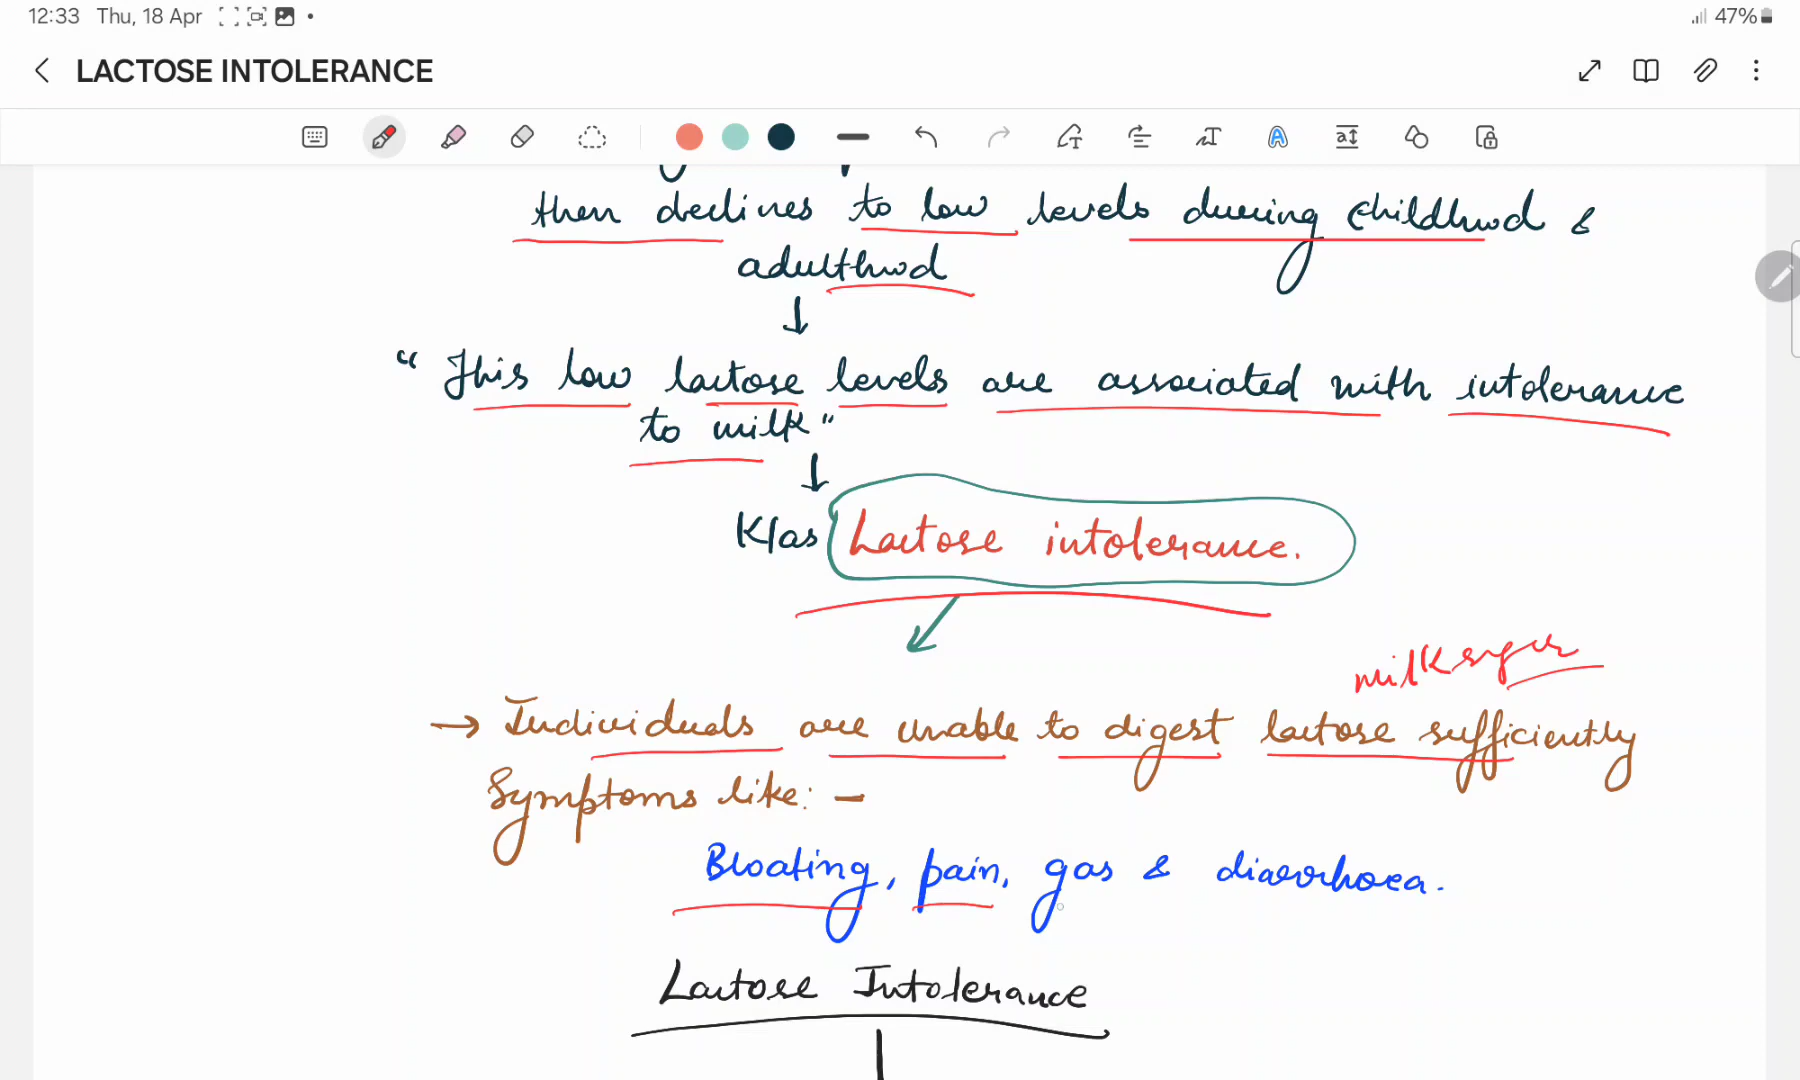 12:33 Thu, 18 Apr 47%
LACTOSE INTOLERANCE
then declines to low levels during childhood &
adulthood
"This low lactose levels are associated with intolerance
to milk"
K/as Lactose intolerance.
milk sugar
→ Individuals are unable to digest lactose sufficiently
Symptoms like: -
Bloating, pain, gas & diarrhoea.
Lactose Intolerance